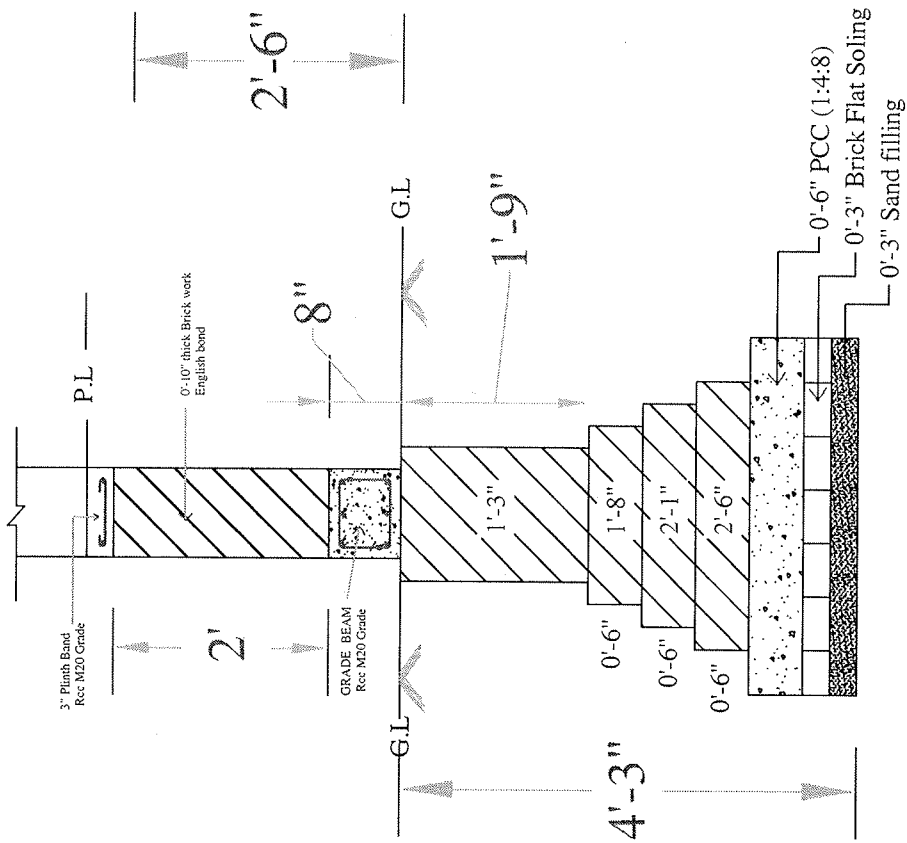 2'-6"
P.L
3" Plinth Band
Rcc M20 Grade
0'-10" thick Brick work
English bond
2'
8"
GRADE BEAM
Rcc M20 Grade
G.L
G.L
1'-9"
1'-3"
1'-8"
0'-6"
2'-1"
0'-6"
2'-6"
0'-6"
4'-3"
0'-6" PCC (1:4:8)
0'-3" Brick Flat Soling
0'-3" Sand filling